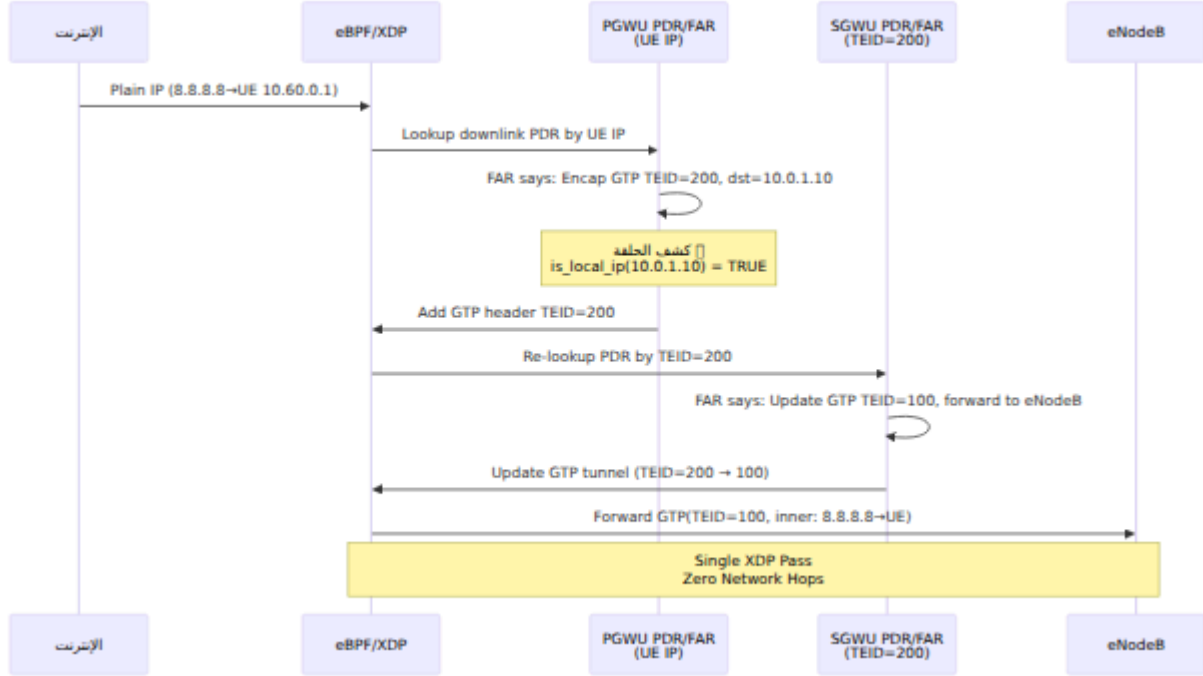 الإنترنت
eBPF/XDP
PGWU PDR/FAR
(UE IP)
SGWU PDR/FAR
(TEID=200)
eNodeB
Plain IP (8.8.8.8→UE 10.60.0.1)
Lookup downlink PDR by UE IP
FAR says: Encap GTP TEID=200, dst=10.0.1.10
كشف الحلقة
is_local_ip(10.0.1.10) = TRUE
Add GTP header TEID=200
Re-lookup PDR by TEID=200
FAR says: Update GTP TEID=100, forward to eNodeB
Update GTP tunnel (TEID=200 → 100)
Forward GTP(TEID=100, inner: 8.8.8.8→UE)
Single XDP Pass
Zero Network Hops
الإنترنت
eBPF/XDP
PGWU PDR/FAR
(UE IP)
SGWU PDR/FAR
(TEID=200)
eNodeB